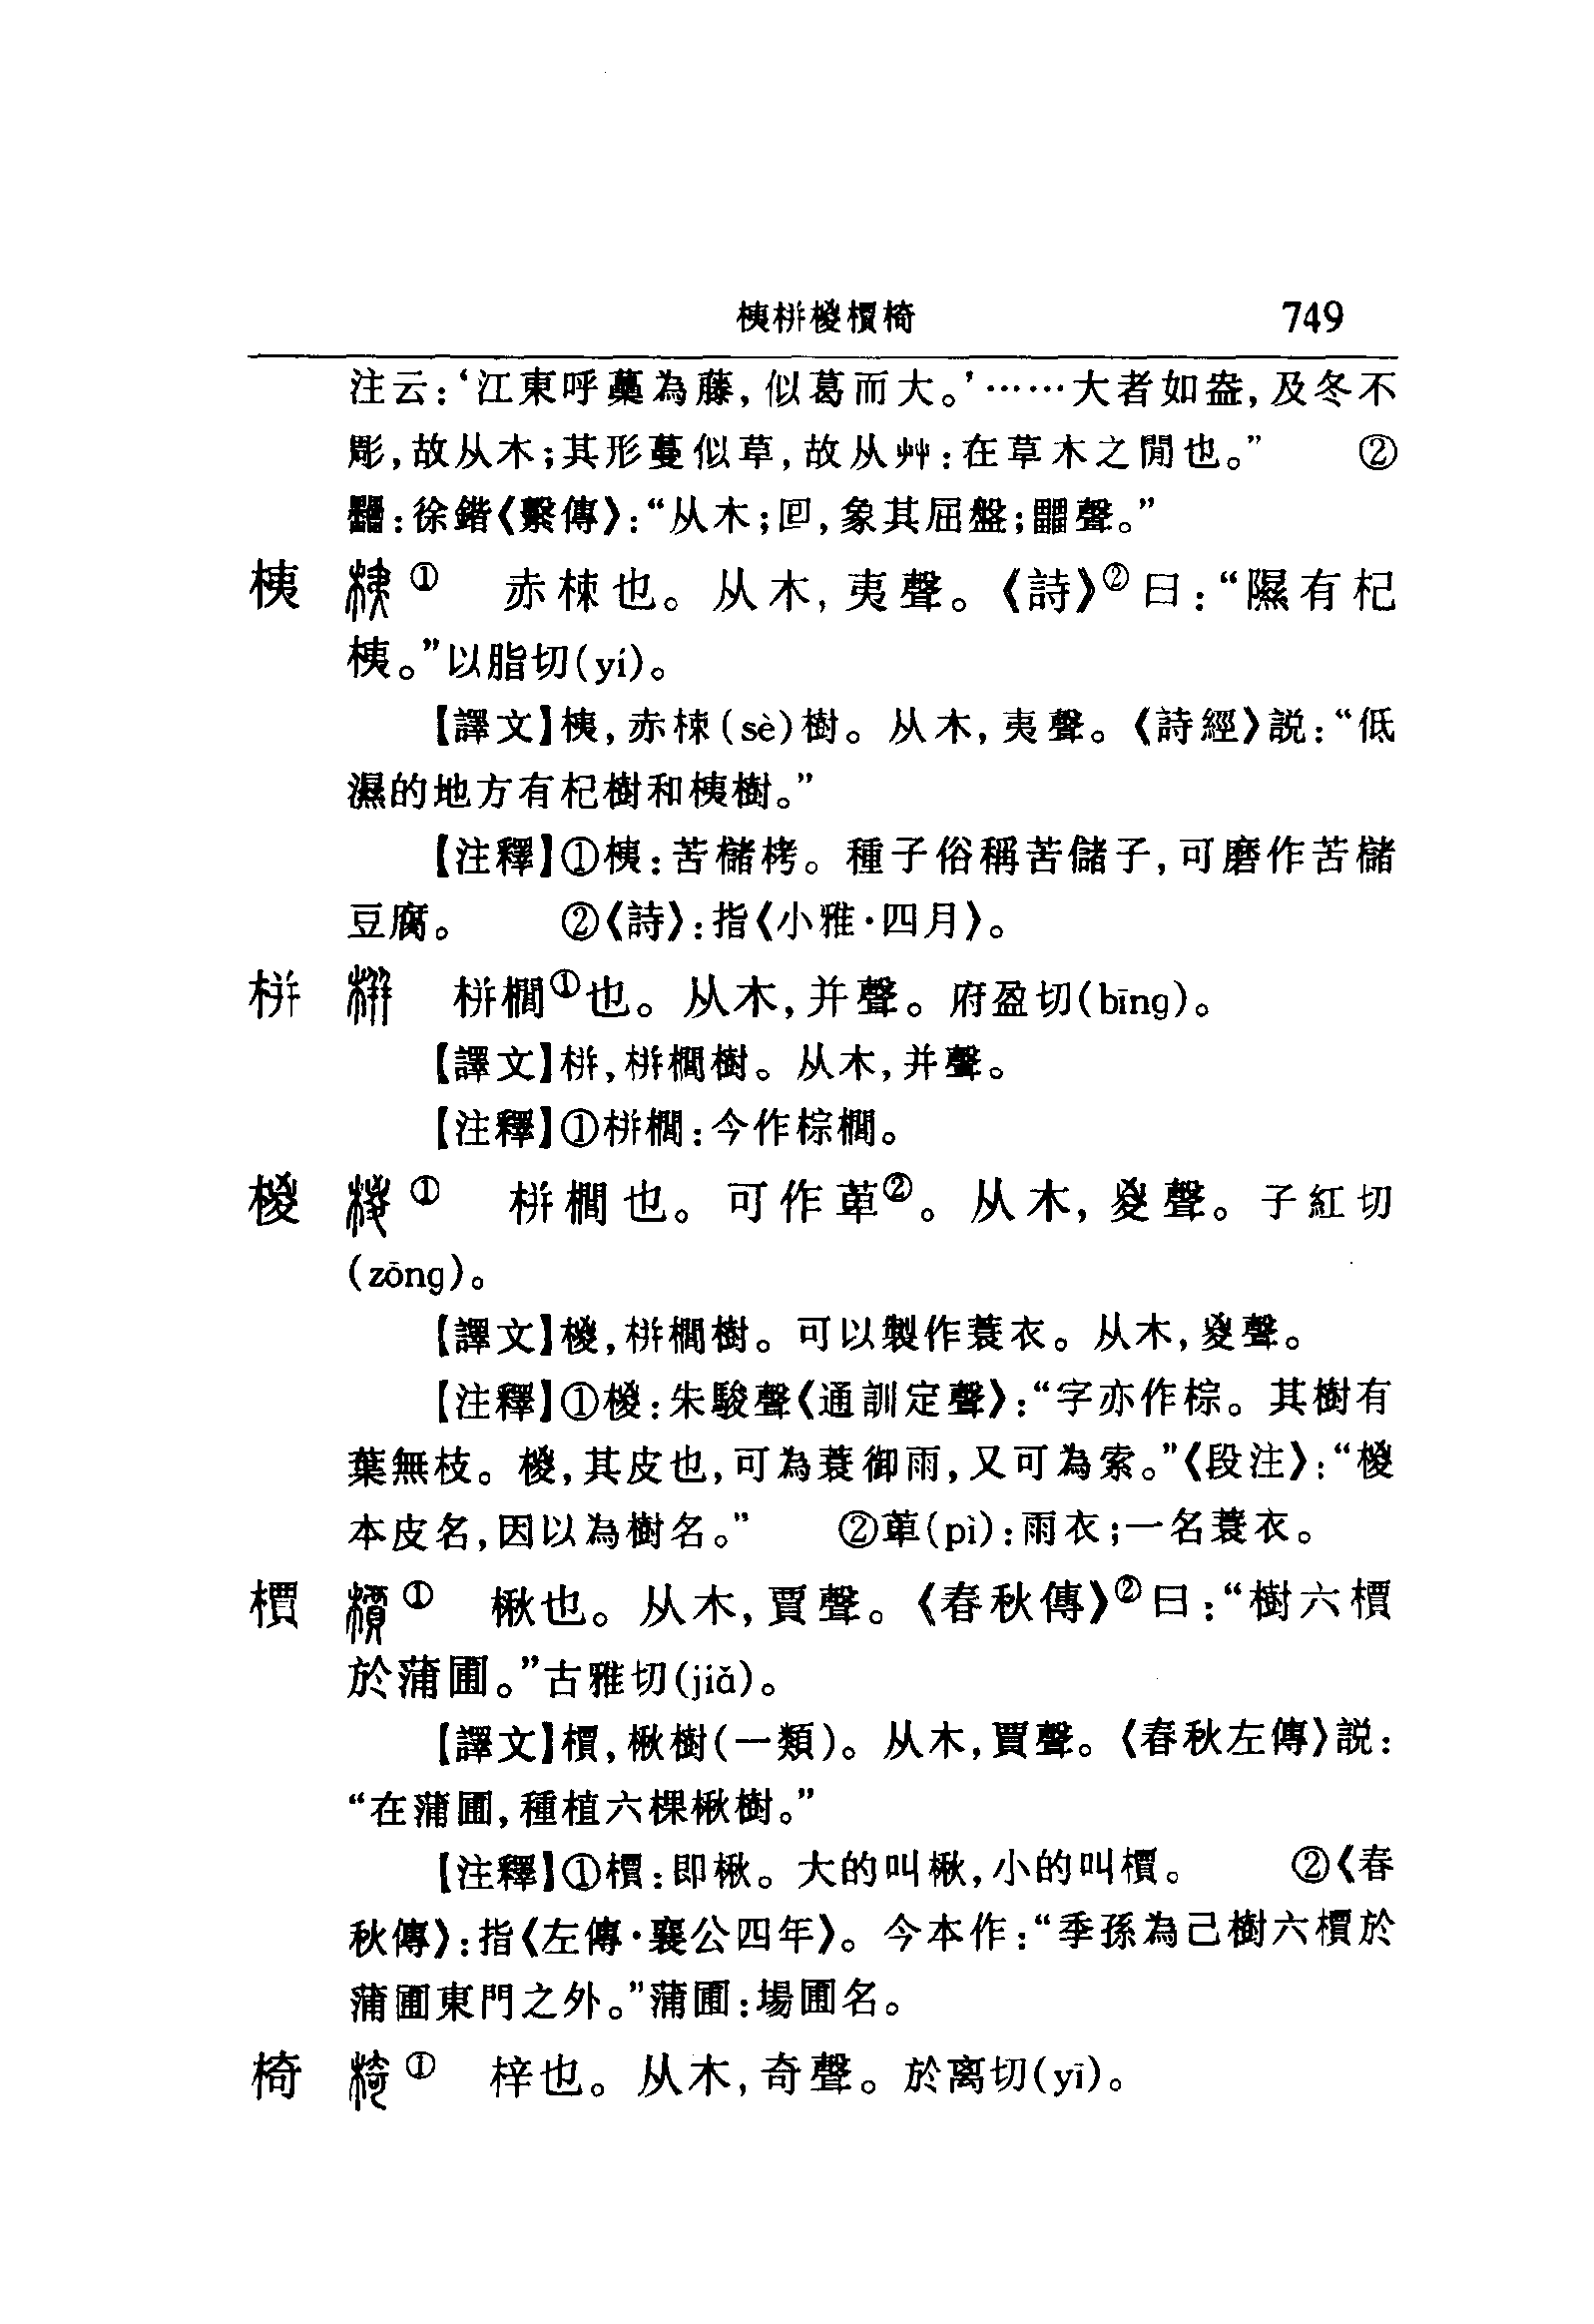 桋栟椶檟椅 749
注云：‘江東呼藟為藤，似葛而大。’……大者如盎，及冬不
彫，故从木；其形蔓似草，故从艸：在草木之閒也。” ②
：徐鍇《繫傳》：“从木；回，象其屈盤；畾聲。”
桋 ① 赤栜也。从木，夷聲。《詩》②曰：“隰有杞
桋。”以脂切(yí)。
【譯文】桋，赤栜(sè)樹。从木，夷聲。《詩經》説：“低
濕的地方有杞樹和桋樹。”
【注釋】①桋：苦櫧栲。種子俗稱苦儲子，可磨作苦櫧
豆腐。 ②《詩》：指《小雅·四月》。
栟 栟櫚①也。从木，并聲。府盈切(bīng)。
【譯文】栟，栟櫚樹。从木，并聲。
【注釋】①栟櫚：今作棕櫚。
椶 ① 栟櫚也。可作萆②。从木，㚇聲。子紅切
(zōng)。
【譯文】椶，栟櫚樹。可以製作蓑衣。从木，㚇聲。
【注釋】①椶：朱駿聲《通訓定聲》：“字亦作棕。其樹有
葉無枝。椶，其皮也，可為蓑御雨，又可為索。”《段注》：“椶
本皮名，因以為樹名。” ②萆(pì)：雨衣；一名蓑衣。
檟 ① 楸也。从木，賈聲。《春秋傳》②曰：“樹六檟
於蒲圃。”古雅切(jiǎ)。
【譯文】檟，楸樹(一類)。从木，賈聲。《春秋左傳》説：
“在蒲圃，種植六棵楸樹。”
【注釋】①檟：即楸。大的叫楸，小的叫檟。 ②《春
秋傳》：指《左傳·襄公四年》。今本作：“季孫為己樹六檟於
蒲圃東門之外。”蒲圃：場圃名。
椅 ① 梓也。从木，奇聲。於离切(yī)。